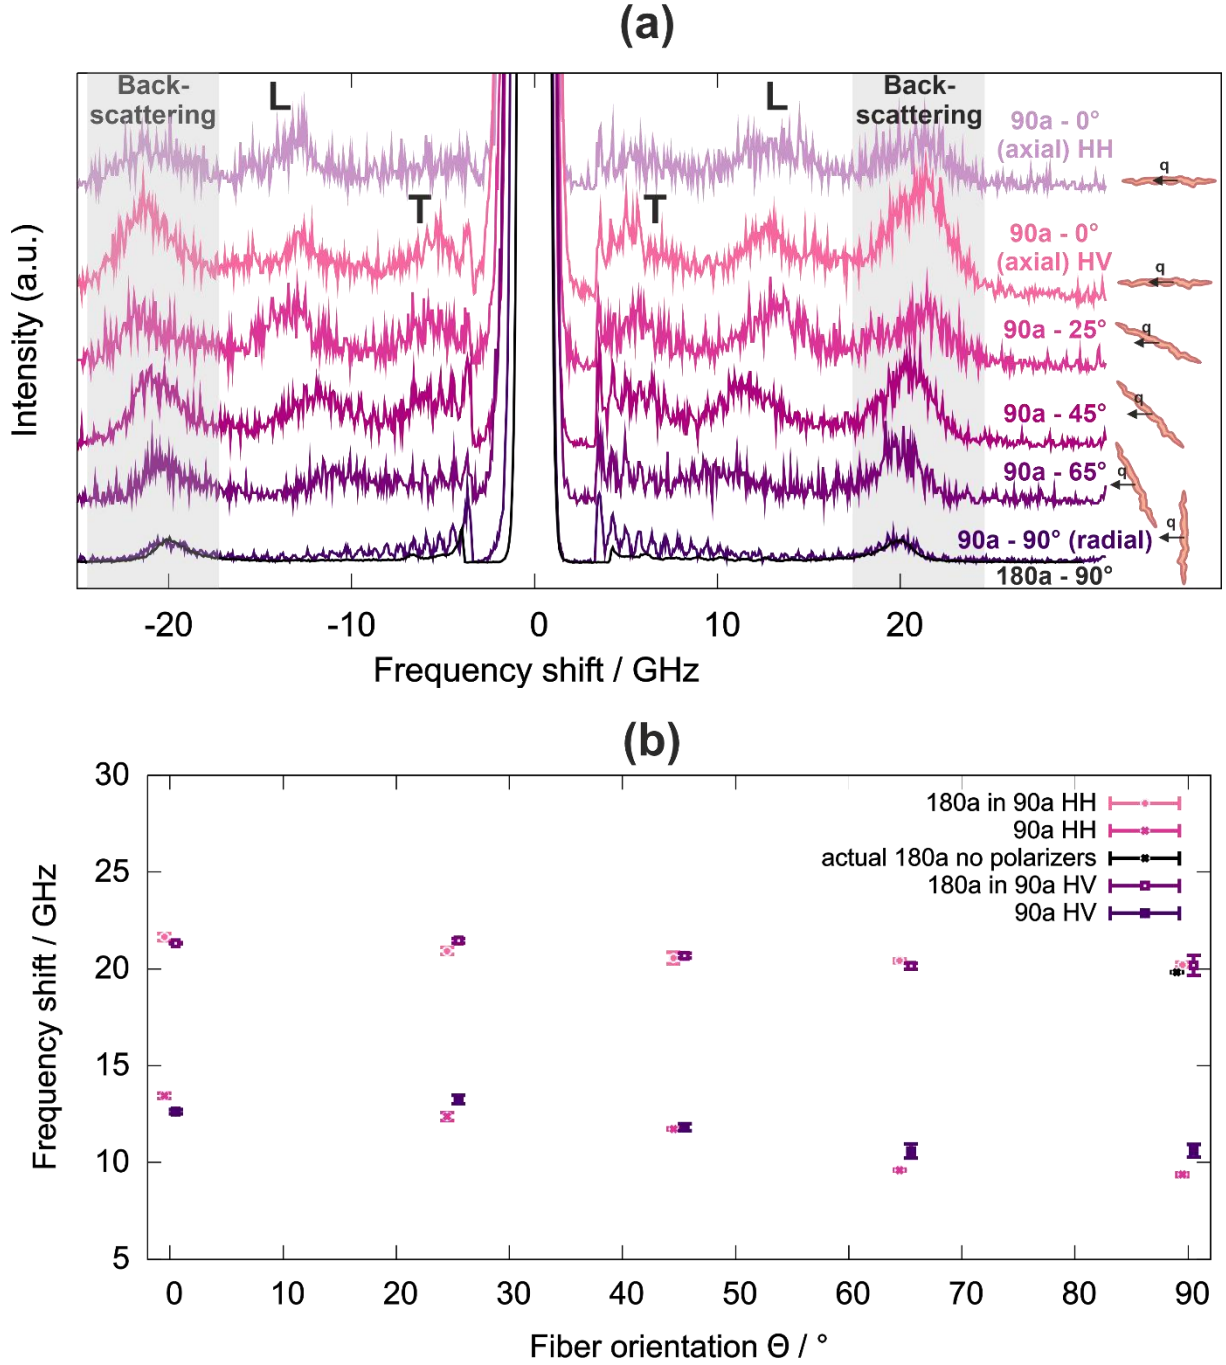 (a)
Back-
scattering
L
L
Back-
scattering
90a - 0°
(axial) HH
q
T
T
90a - 0°
(axial) HV
q
90a - 25°
q
90a - 45°
q
90a - 65°
q
90a - 90° (radial)
q
180a - 90°
Intensity (a.u.)
-20
-10
0
10
20
Frequency shift / GHz
(b)
30
25
20
15
10
5
Frequency shift / GHz
180a in 90a HH
90a HH
actual 180a no polarizers
180a in 90a HV
90a HV
0
10
20
30
40
50
60
70
80
90
Fiber orientation Θ / °